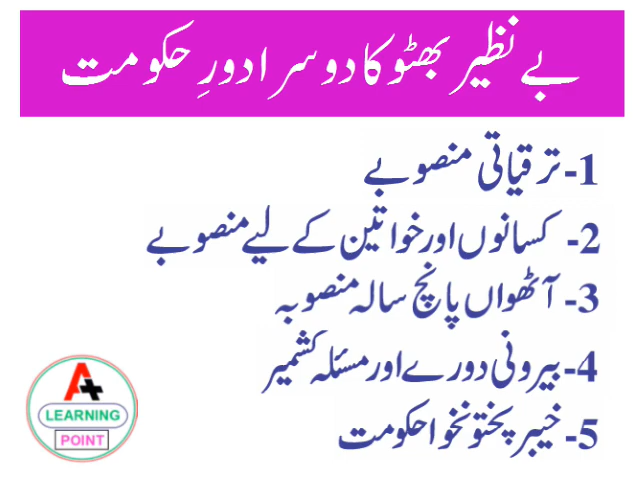 بے نظیر بھٹو کا دوسرا دورِ حکومت
1- ترقیاتی منصوبے
2- کسانوں اور خواتین کے لیے منصوبے
3- آٹھواں پانچ سالہ منصوبہ
4- بیرونی دورے اور مسئلہ کشمیر
5- خیبر پختونخوا حکومت
A+
LEARNING
POINT